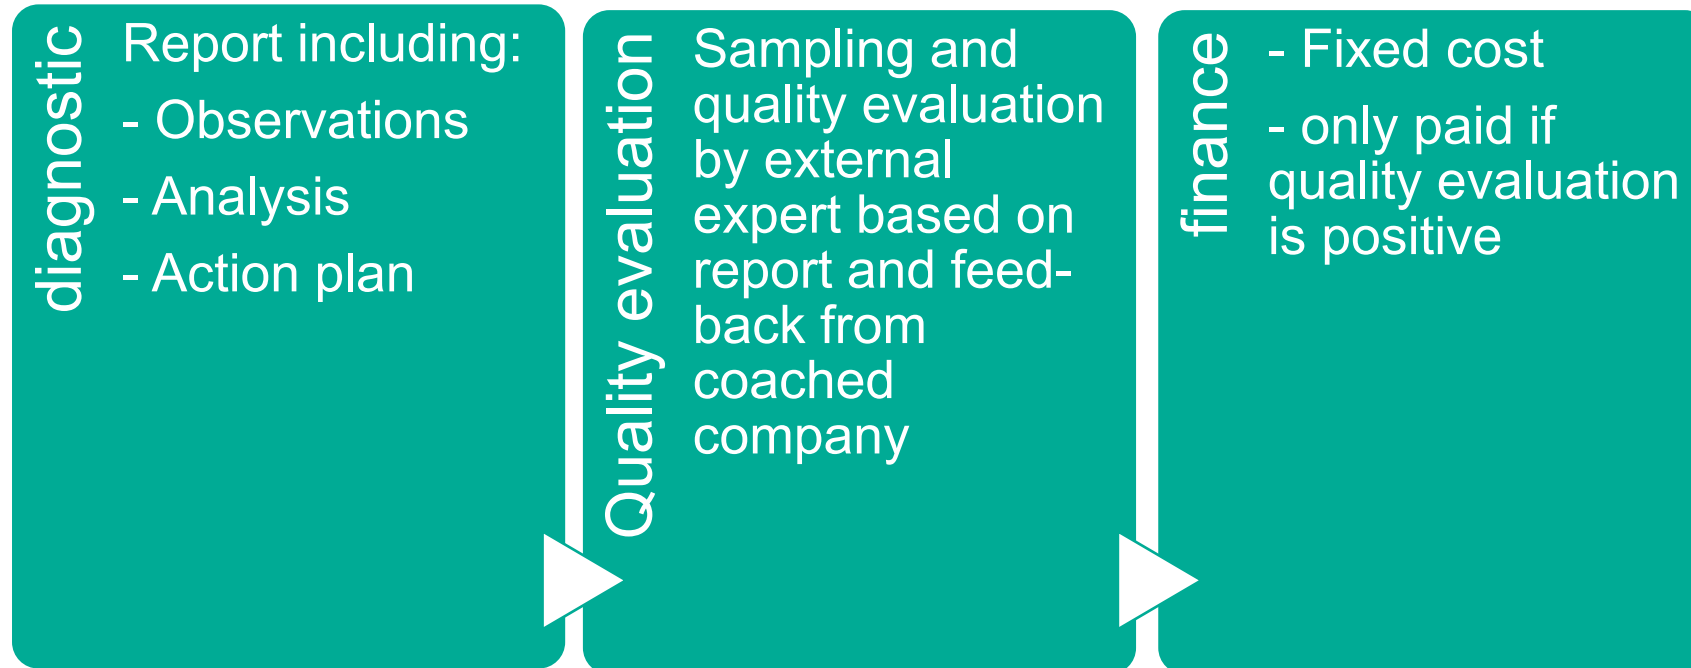 diagnostic
Report including:
- Observations
- Analysis
- Action plan
Quality evaluation
Sampling and
quality evaluation
by external
expert based on
report and feed-
back from
coached
company
finance
- Fixed cost
- only paid if
quality evaluation
is positive